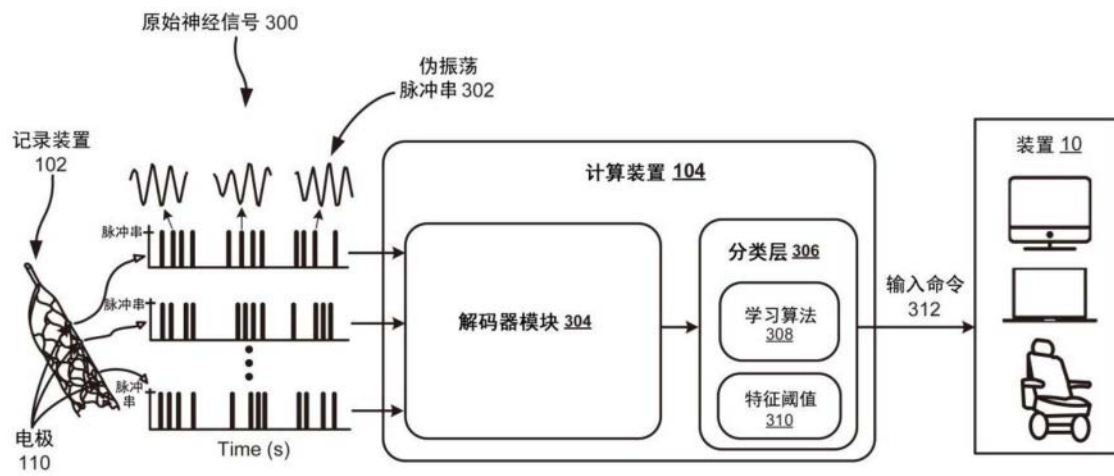 原始神经信号 300
伪振荡
脉冲串 302
记录装置
102
脉冲串
脉冲串
脉冲
串
Time (s)
电极
110
计算装置 104
解码器模块 304
分类层 306
学习算法
308
特征阈值
310
输入命令
312
装置 10